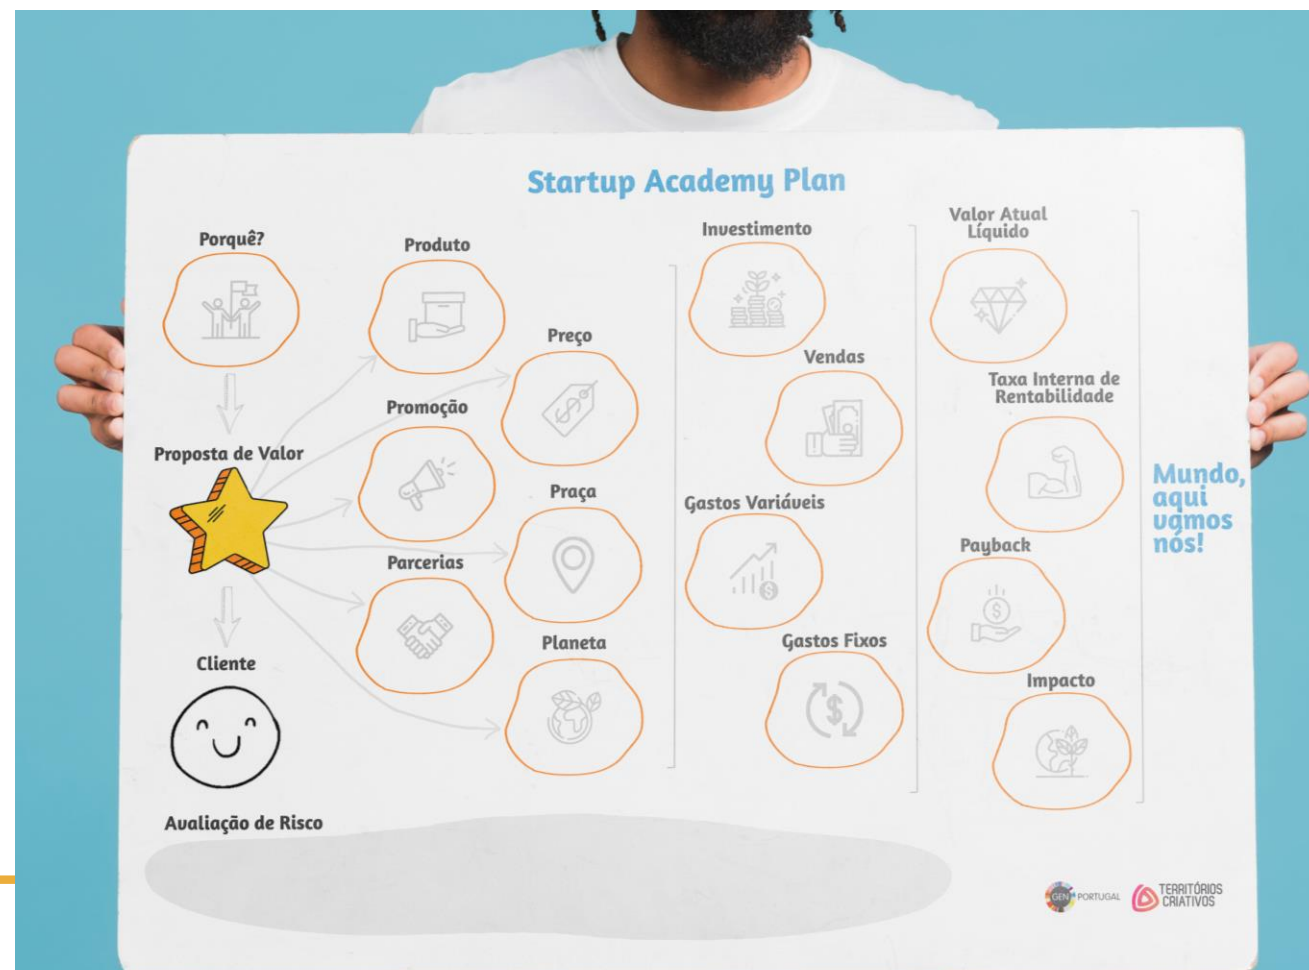 Startup Academy Plan
Porquê?
Proposta de Valor
Cliente
Produto
Preço
Promoção
Praça
Parcerias
Planeta
Investimento
Vendas
Gastos Variáveis
Gastos Fixos
Valor Atual
Líquido
Taxa Interna de
Rentabilidade
Payback
Impacto
Mundo,
aqui
vamos
nós!
Avaliação de Risco
GEN PORTUGAL
TERRITÓRIOS
CRIATIVOS